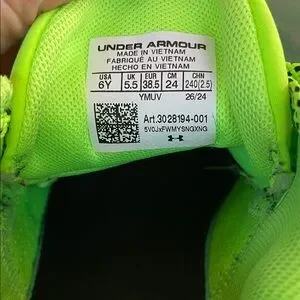 UNDER ARMOUR
MADE IN VIETNAM
FABRIQUÉ AU VIETNAM
HECHO EN VIETNAM
USA UK EUR CM CHN
6Y 5.5 38.5 24 240(2.5)
YMUV 26/24
Art.3028194-001
5V0JxFWMYSNGXNG